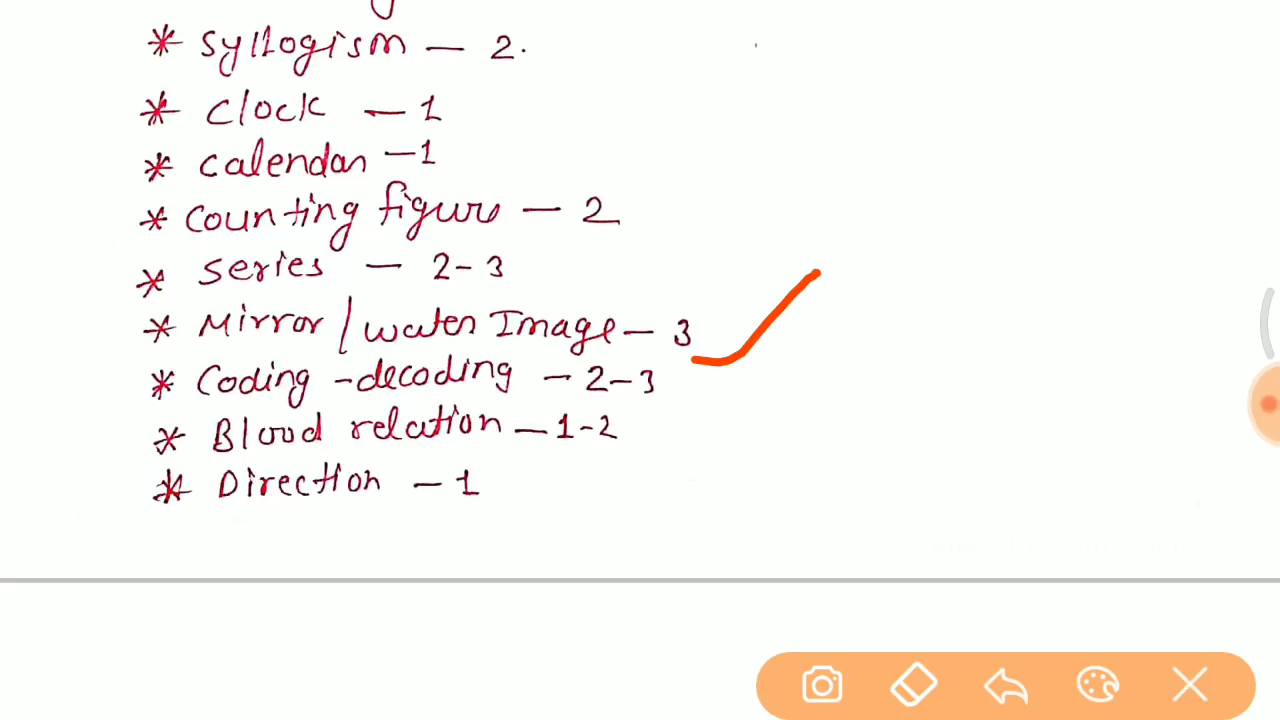 * Syllogism - 2.
* Clock - 1
* Calendar - 1
* Counting figure - 2
* Series - 2-3
* Mirror / water Image - 3
* Coding - decoding - 2-3
* Blood relation - 1-2
* Direction - 1